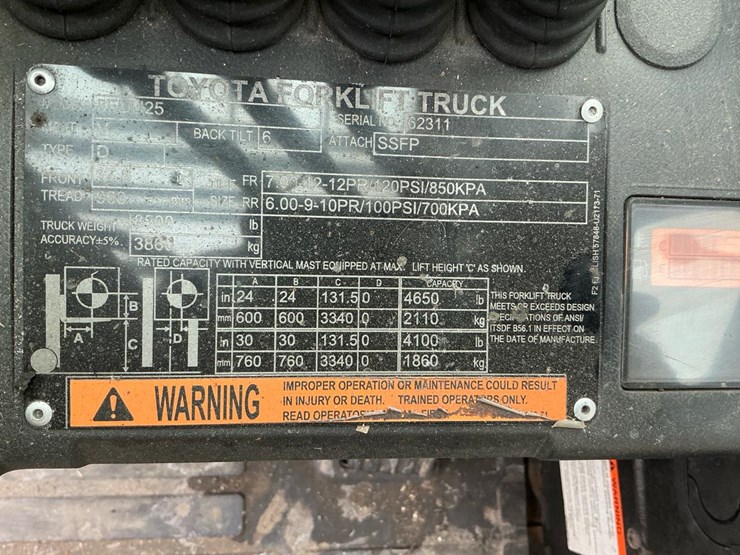 TOYOTA FORKLIFT TRUCK
SERIAL 62311
BACK TILT 6 ATTACH SSFP
TYPE D
FRONT FR 7.00-12-12PR/120PSI/850KPA
TREAD SIZE RR 6.00-9-10PR/100PSI/700KPA
TRUCK WEIGHT lb
ACCURACY±5%. kg
RATED CAPACITY WITH VERTICAL MAST EQUIPPED AT MAX. LIFT HEIGHT 'C' AS SHOWN.
A B C D CAPACITY
in 24 24 131.5 0 4650 lb
mm 600 600 3340 0 2110 kg
in 30 30 131.5 0 4100 lb
mm 760 760 3340 0 1860 kg
B
A C D
THIS FORKLIFT TRUCK
MEETS OR EXCEEDS DESIGN
SPECIFICATIONS OF ANSI/
ITSDF B56.1 IN EFFECT ON
THE DATE OF MANUFACTURE
57648-U2173-71
WARNING
IMPROPER OPERATION OR MAINTENANCE COULD RESULT
IN INJURY OR DEATH. TRAINED OPERATORS ONLY.
READ
WARNING